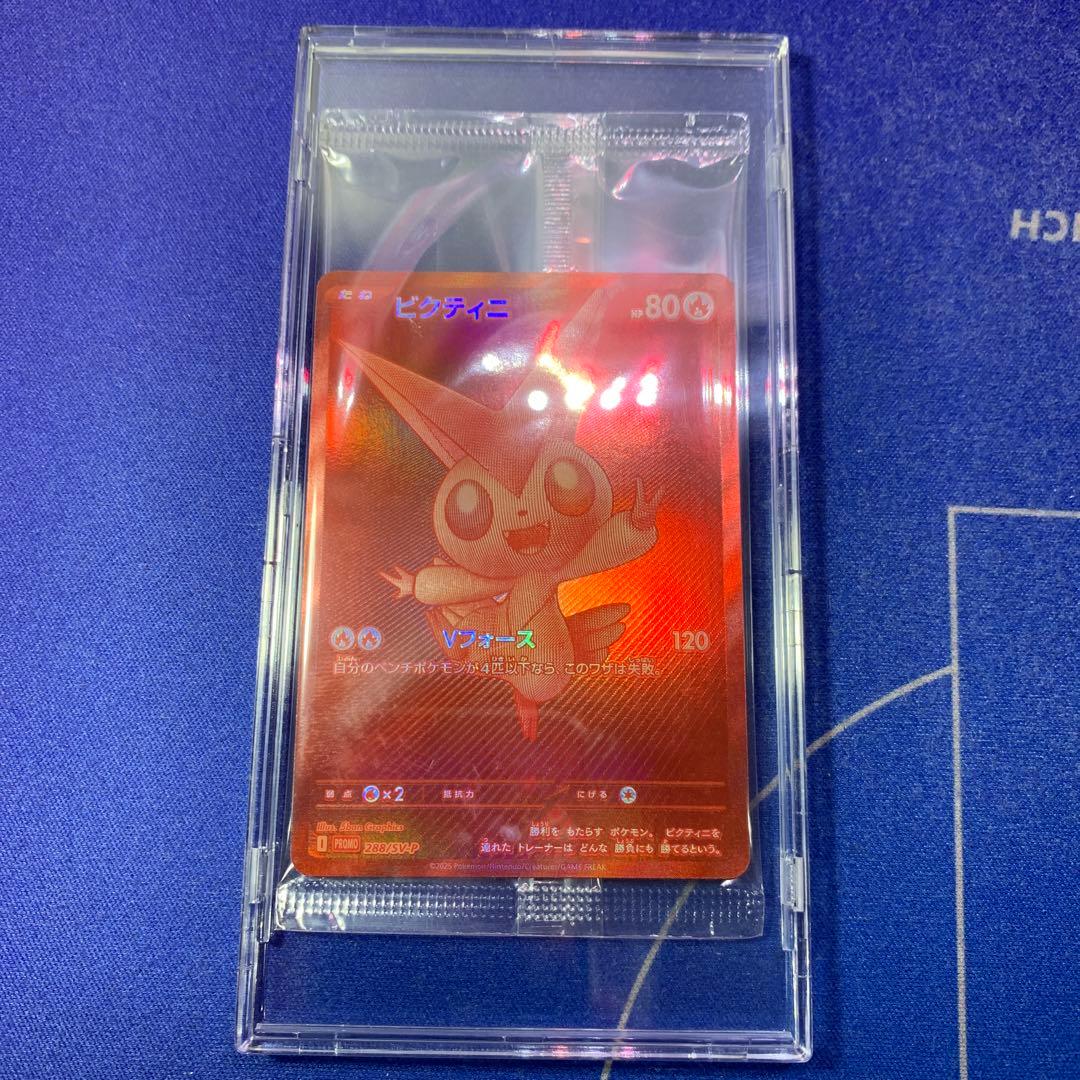 たね ビクティニ HP80
Vフォース 120
自分のベンチポケモンが4匹以下なら、このワザは失敗。
弱点 ×2 抵抗力 にげる
Illus. 5ban Graphics
I PROMO 288/SV-P
勝利を もたらす ポケモン。 ビクティニを
連れた トレーナーは どんな 勝負にも 勝てるという。
©2025 Pokémon/Nintendo/Creatures/GAME FREAK